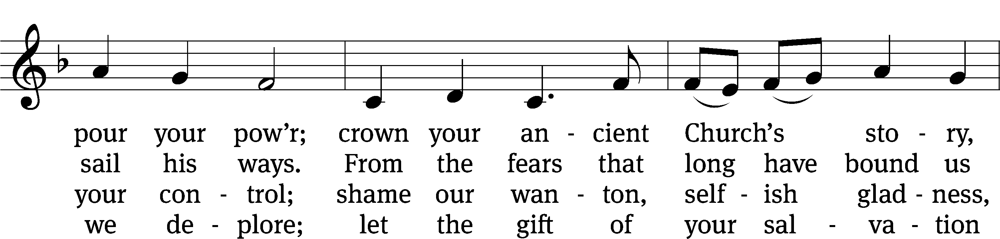 pour your pow’r; crown your an - cient Church’s sto - ry,
sail his ways. From the fears that long have bound us
your con - trol; shame our wan - ton, self - ish glad - ness,
we de - plore; let the gift of your sal - va - tion